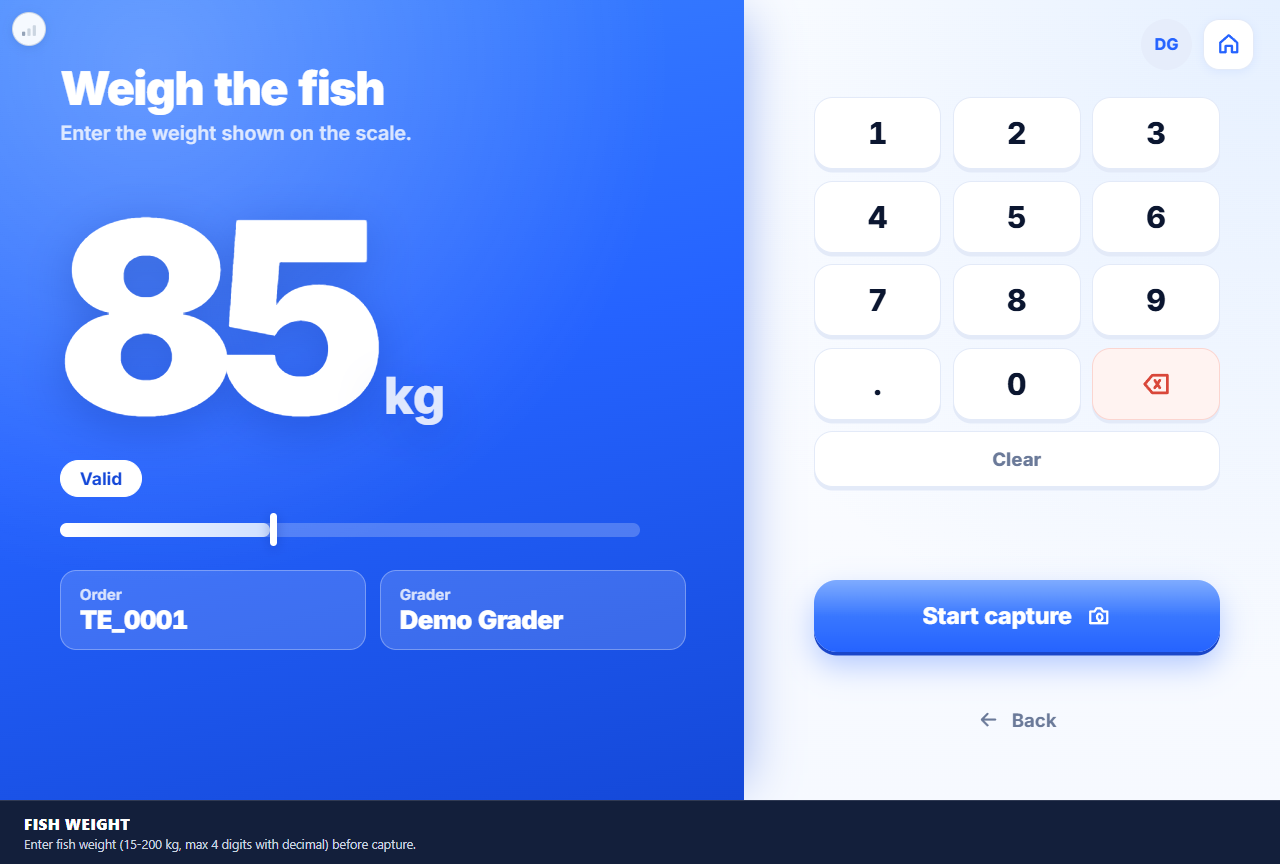 Weigh the fish
Enter the weight shown on the scale.
85 kg
Valid
Order
TE_0001
Grader
Demo Grader
DG
1 2 3
4 5 6
7 8 9
. 0
Clear
Start capture
Back
FISH WEIGHT
Enter fish weight (15-200 kg, max 4 digits with decimal) before capture.